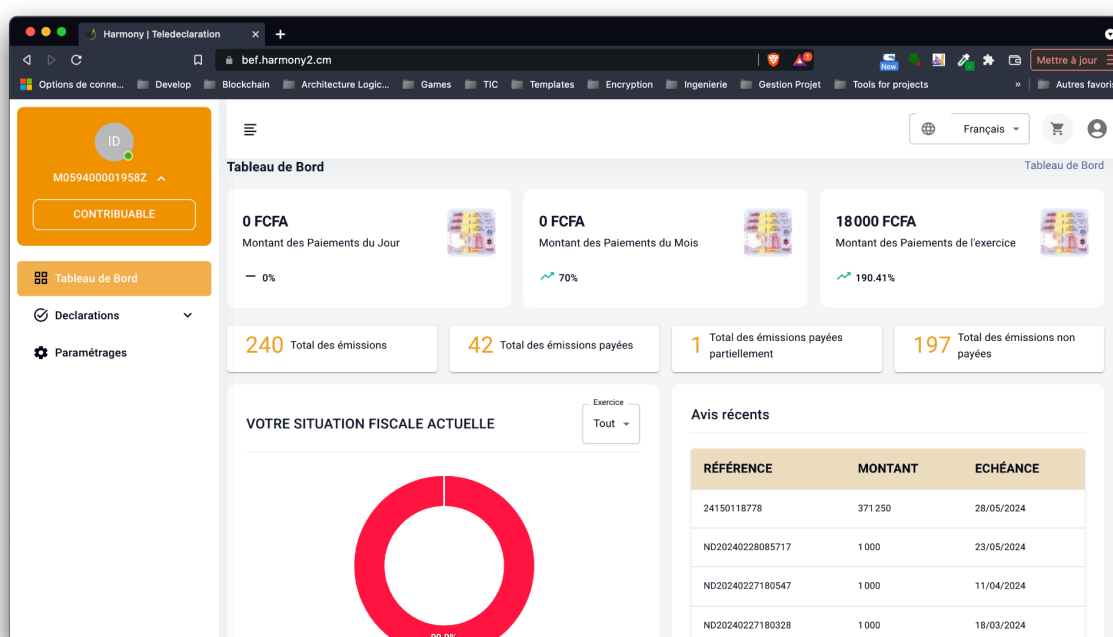 Harmony | Teledeclaration
bef.harmony2.cm
New
Mettre à jour
Options de conne...
Develop
Blockchain
Architecture Logic...
Games
TIC
Templates
Encryption
Ingenierie
Gestion Projet
Tools for projects
»
Autres favoris
ID
M059400001958Z
CONTRIBUABLE
Tableau de Bord
Declarations
Paramétrages
Français
Tableau de Bord
Tableau de Bord
0 FCFA
Montant des Paiements du Jour
0%
0 FCFA
Montant des Paiements du Mois
70%
18 000 FCFA
Montant des Paiements de l'exercice
190.41%
240 Total des émissions
42 Total des émissions payées
1 Total des émissions payées
partiellement
197 Total des émissions non
payées
VOTRE SITUATION FISCALE ACTUELLE
Exercice
Tout
99.9%
Avis récents
RÉFÉRENCE MONTANT ECHÉANCE
24150118778 371 250 28/05/2024
ND20240228085717 1 000 23/05/2024
ND20240227180547 1 000 11/04/2024
ND20240227180328 1 000 18/03/2024